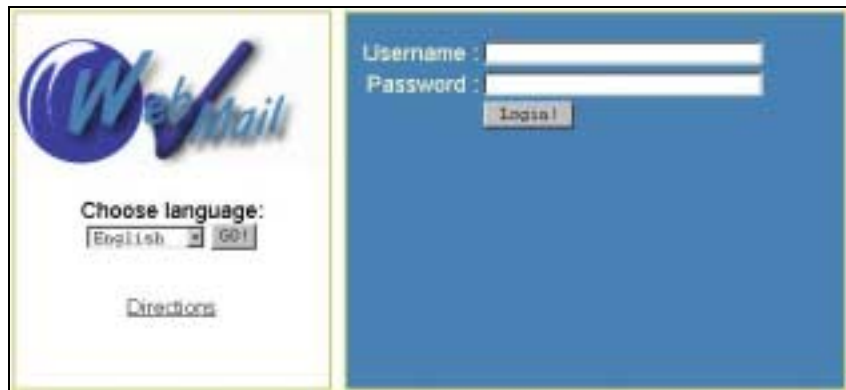 WebMail
Choose language:
English GO!
Directions
Username :
Password :
Login!